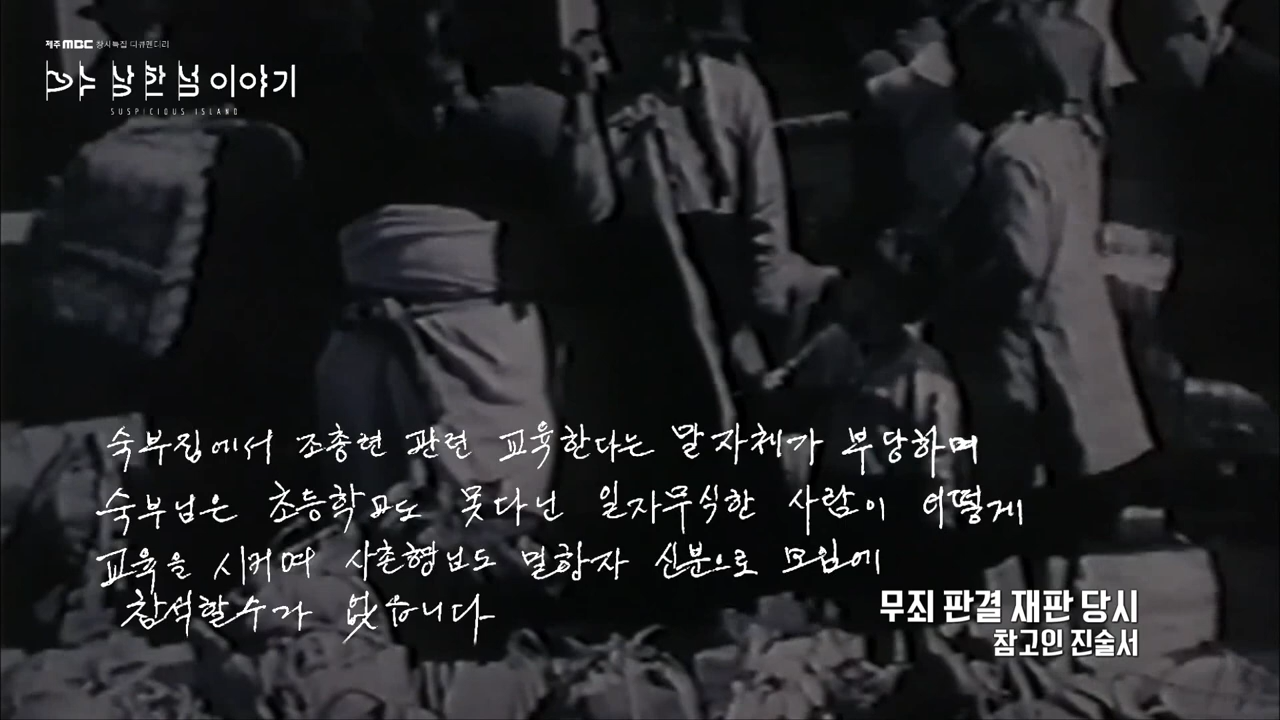 제주MBC 창사특집 다큐멘터리
수상한 섬 이야기
SUSPICIOUS ISLAND
숙부집에서 조총련 관련 교육한다는 말자체가 부당하며
숙부님은 초등학교도 못다닌 일자무식한 사람이 어떻게
교육을 시키며 사촌형님도 밀항자 신분으로 모임에
참석할수가 없습니다
무죄 판결 재판 당시
참고인 진술서